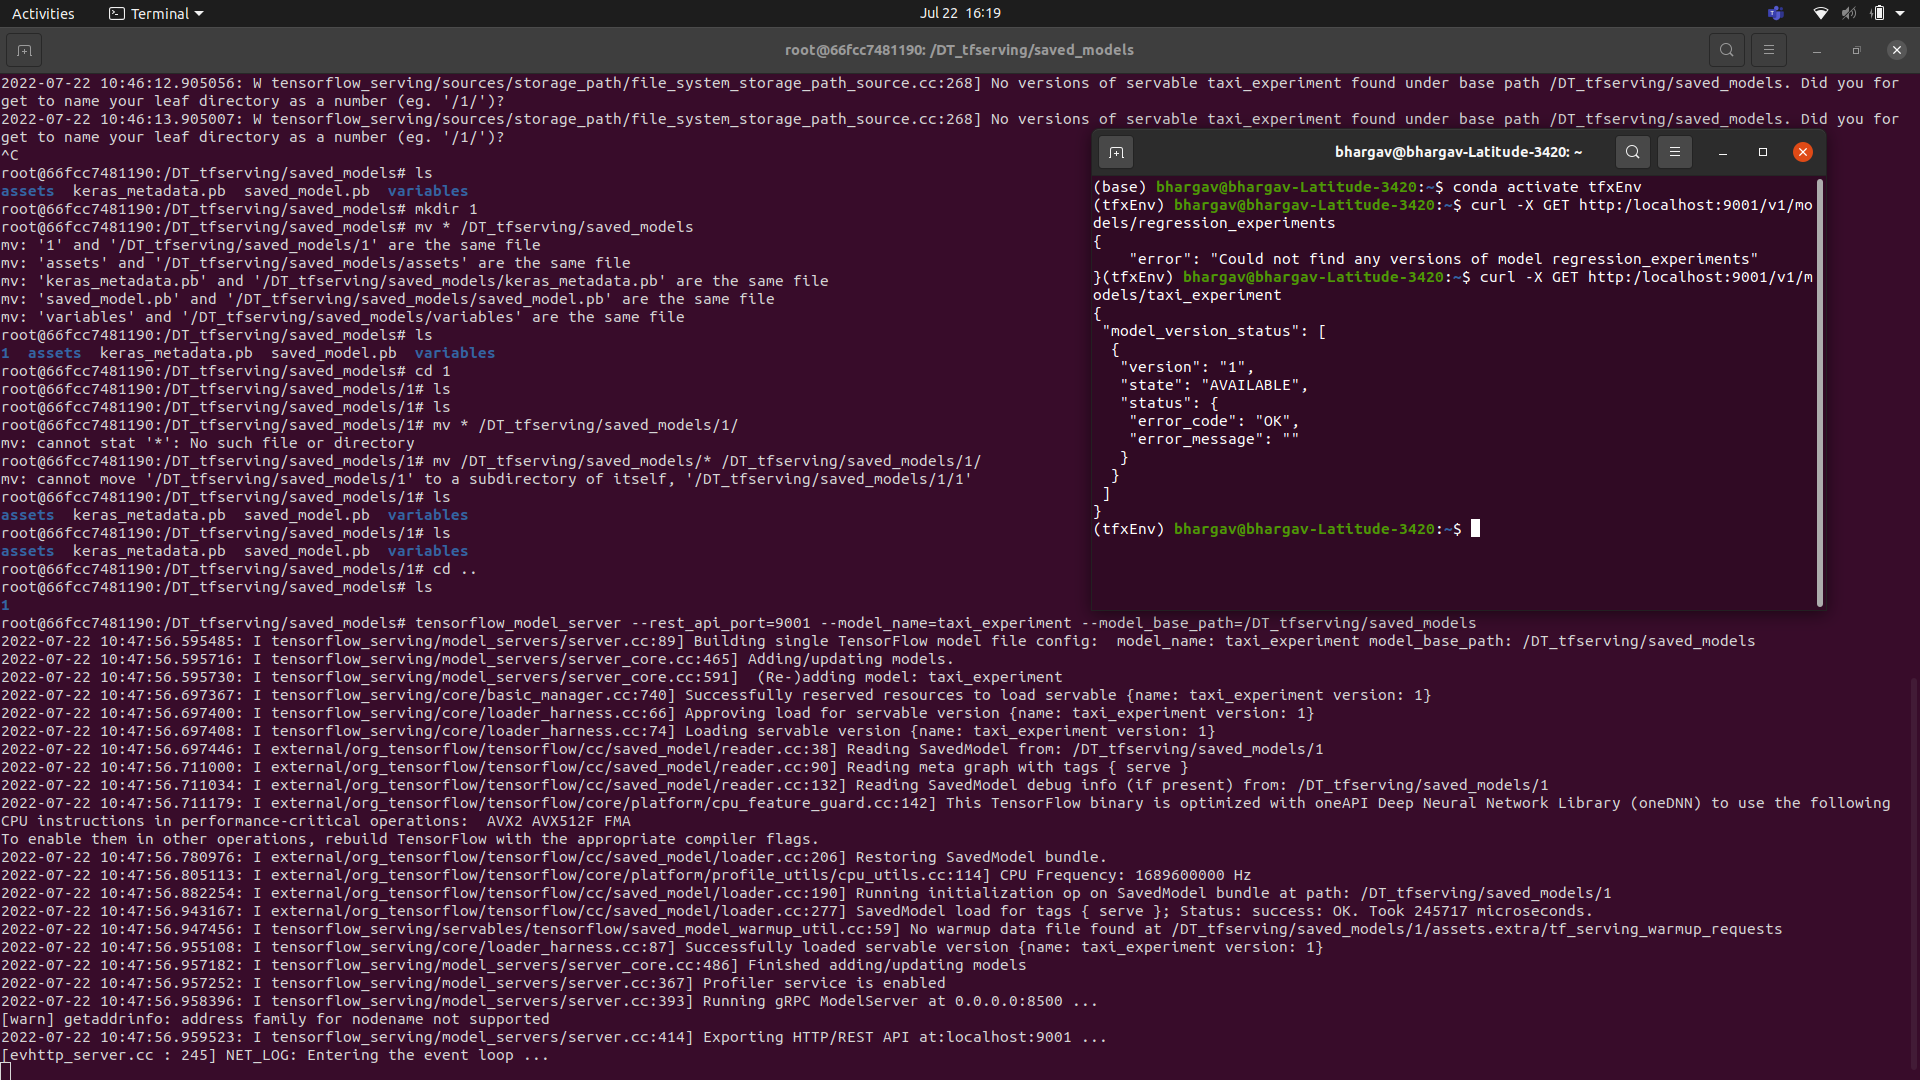 Activities
Terminal
Jul 22  16:19
root@66fcc7481190: /DT_tfserving/saved_models
2022-07-22 10:46:12.905056: W tensorflow_serving/sources/storage_path/file_system_storage_path_source.cc:268] No versions of servable taxi_experiment found under base path /DT_tfserving/saved_models. Did you for
get to name your leaf directory as a number (eg. '/1/')?
2022-07-22 10:46:13.905007: W tensorflow_serving/sources/storage_path/file_system_storage_path_source.cc:268] No versions of servable taxi_experiment found under base path /DT_tfserving/saved_models. Did you for
get to name your leaf directory as a number (eg. '/1/')?
^C
root@66fcc7481190:/DT_tfserving/saved_models# ls
assets  keras_metadata.pb  saved_model.pb  variables
root@66fcc7481190:/DT_tfserving/saved_models# mkdir 1
root@66fcc7481190:/DT_tfserving/saved_models# mv * /DT_tfserving/saved_models
mv: '1' and '/DT_tfserving/saved_models/1' are the same file
mv: 'assets' and '/DT_tfserving/saved_models/assets' are the same file
mv: 'keras_metadata.pb' and '/DT_tfserving/saved_models/keras_metadata.pb' are the same file
mv: 'saved_model.pb' and '/DT_tfserving/saved_models/saved_model.pb' are the same file
mv: 'variables' and '/DT_tfserving/saved_models/variables' are the same file
root@66fcc7481190:/DT_tfserving/saved_models# ls
1  assets  keras_metadata.pb  saved_model.pb  variables
root@66fcc7481190:/DT_tfserving/saved_models# cd 1
root@66fcc7481190:/DT_tfserving/saved_models/1# ls
root@66fcc7481190:/DT_tfserving/saved_models/1# ls
root@66fcc7481190:/DT_tfserving/saved_models/1# mv * /DT_tfserving/saved_models/1/
mv: cannot stat '*': No such file or directory
root@66fcc7481190:/DT_tfserving/saved_models/1# mv /DT_tfserving/saved_models/* /DT_tfserving/saved_models/1/
mv: cannot move '/DT_tfserving/saved_models/1' to a subdirectory of itself, '/DT_tfserving/saved_models/1/1'
root@66fcc7481190:/DT_tfserving/saved_models/1# ls
assets  keras_metadata.pb  saved_model.pb  variables
root@66fcc7481190:/DT_tfserving/saved_models/1# ls
assets  keras_metadata.pb  saved_model.pb  variables
root@66fcc7481190:/DT_tfserving/saved_models/1# cd ..
root@66fcc7481190:/DT_tfserving/saved_models# ls
1
root@66fcc7481190:/DT_tfserving/saved_models# tensorflow_model_server --rest_api_port=9001 --model_name=taxi_experiment --model_base_path=/DT_tfserving/saved_models
2022-07-22 10:47:56.595485: I tensorflow_serving/model_servers/server.cc:89] Building single TensorFlow model file config:  model_name: taxi_experiment model_base_path: /DT_tfserving/saved_models
2022-07-22 10:47:56.595716: I tensorflow_serving/model_servers/server_core.cc:465] Adding/updating models.
2022-07-22 10:47:56.595730: I tensorflow_serving/model_servers/server_core.cc:591]  (Re-)adding model: taxi_experiment
2022-07-22 10:47:56.697367: I tensorflow_serving/core/basic_manager.cc:740] Successfully reserved resources to load servable {name: taxi_experiment version: 1}
2022-07-22 10:47:56.697400: I tensorflow_serving/core/loader_harness.cc:66] Approving load for servable version {name: taxi_experiment version: 1}
2022-07-22 10:47:56.697408: I tensorflow_serving/core/loader_harness.cc:74] Loading servable version {name: taxi_experiment version: 1}
2022-07-22 10:47:56.697446: I external/org_tensorflow/tensorflow/cc/saved_model/reader.cc:38] Reading SavedModel from: /DT_tfserving/saved_models/1
2022-07-22 10:47:56.711000: I external/org_tensorflow/tensorflow/cc/saved_model/reader.cc:90] Reading meta graph with tags { serve }
2022-07-22 10:47:56.711034: I external/org_tensorflow/tensorflow/cc/saved_model/reader.cc:132] Reading SavedModel debug info (if present) from: /DT_tfserving/saved_models/1
2022-07-22 10:47:56.711179: I external/org_tensorflow/tensorflow/core/platform/cpu_feature_guard.cc:142] This TensorFlow binary is optimized with oneAPI Deep Neural Network Library (oneDNN) to use the following
CPU instructions in performance-critical operations:  AVX2 AVX512F FMA
To enable them in other operations, rebuild TensorFlow with the appropriate compiler flags.
2022-07-22 10:47:56.780976: I external/org_tensorflow/tensorflow/cc/saved_model/loader.cc:206] Restoring SavedModel bundle.
2022-07-22 10:47:56.805113: I external/org_tensorflow/tensorflow/core/platform/profile_utils/cpu_utils.cc:114] CPU Frequency: 1689600000 Hz
2022-07-22 10:47:56.882254: I external/org_tensorflow/tensorflow/cc/saved_model/loader.cc:190] Running initialization op on SavedModel bundle at path: /DT_tfserving/saved_models/1
2022-07-22 10:47:56.943167: I external/org_tensorflow/tensorflow/cc/saved_model/loader.cc:277] SavedModel load for tags { serve }; Status: success: OK. Took 245717 microseconds.
2022-07-22 10:47:56.947456: I tensorflow_serving/servables/tensorflow/saved_model_warmup_util.cc:59] No warmup data file found at /DT_tfserving/saved_models/1/assets.extra/tf_serving_warmup_requests
2022-07-22 10:47:56.955108: I tensorflow_serving/core/loader_harness.cc:87] Successfully loaded servable version {name: taxi_experiment version: 1}
2022-07-22 10:47:56.957182: I tensorflow_serving/model_servers/server_core.cc:486] Finished adding/updating models
2022-07-22 10:47:56.957252: I tensorflow_serving/model_servers/server.cc:367] Profiler service is enabled
2022-07-22 10:47:56.958396: I tensorflow_serving/model_servers/server.cc:393] Running gRPC ModelServer at 0.0.0.0:8500 ...
[warn] getaddrinfo: address family for nodename not supported
2022-07-22 10:47:56.959523: I tensorflow_serving/model_servers/server.cc:414] Exporting HTTP/REST API at:localhost:9001 ...
[evhttp_server.cc : 245] NET_LOG: Entering the event loop ...
bhargav@bhargav-Latitude-3420: ~
(base) bhargav@bhargav-Latitude-3420:~$ conda activate tfxEnv
(tfxEnv) bhargav@bhargav-Latitude-3420:~$ curl -X GET http:/localhost:9001/v1/mo
dels/regression_experiments
{
    "error": "Could not find any versions of model regression_experiments"
}(tfxEnv) bhargav@bhargav-Latitude-3420:~$ curl -X GET http:/localhost:9001/v1/m
odels/taxi_experiment
{
 "model_version_status": [
  {
   "version": "1",
   "state": "AVAILABLE",
   "status": {
    "error_code": "OK",
    "error_message": ""
   }
  }
 ]
}
(tfxEnv) bhargav@bhargav-Latitude-3420:~$